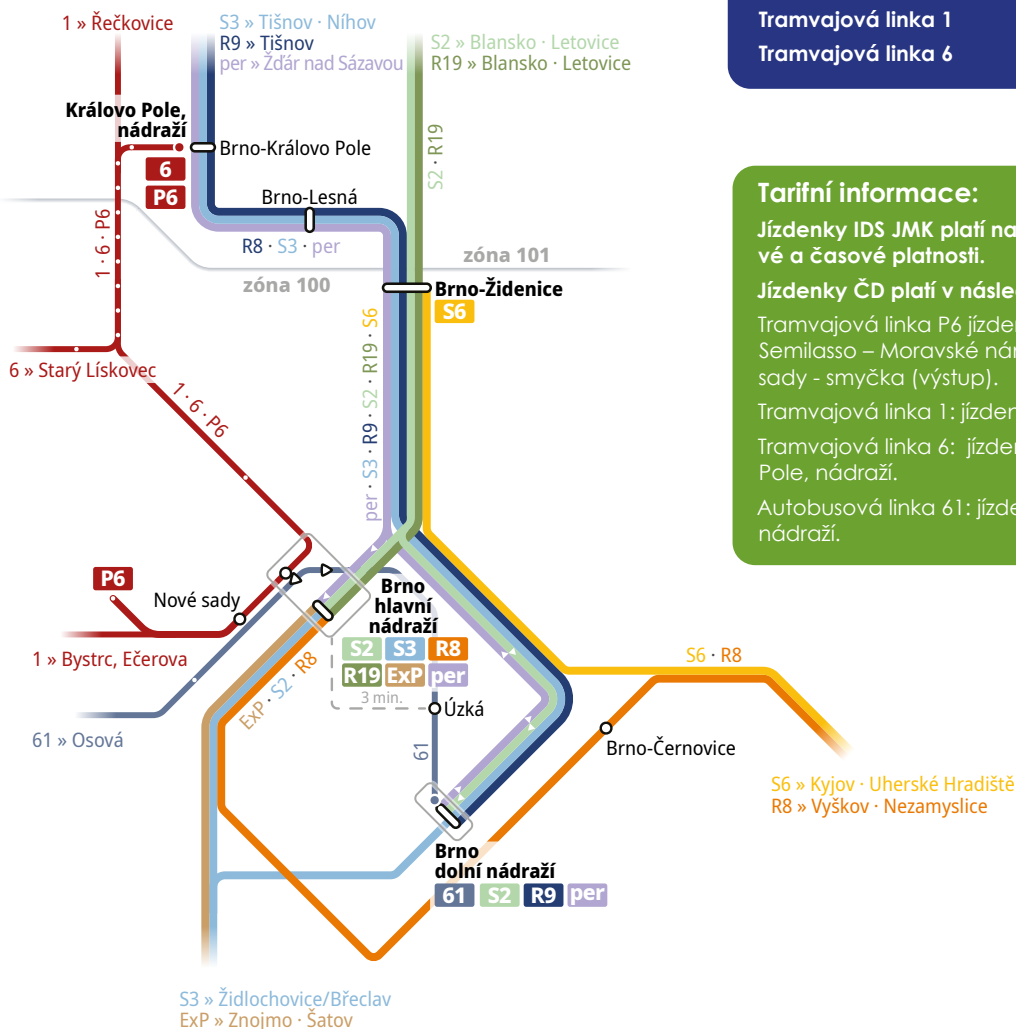 1 » Řečkovice
S3 » Tišnov · Níhov
R9 » Tišnov
per » Žďár nad Sázavou
S2 » Blansko · Letovice
R19 » Blansko · Letovice
Tramvajová linka 1
Tramvajová linka 6
Královo Pole,
nádraží
6
P6
Brno-Královo Pole
S2 · R19
Brno-Lesná
R8 · S3 · per
1 · 6 · P6
zóna 101
zóna 100
Brno-Židenice
S6
Tarifní informace:
Jízdenky IDS JMK platí na
vé a časové platnosti.
Jízdenky ČD platí v násle
Tramvajová linka P6 jízden
Semilasso – Moravské nám
sady - smyčka (výstup).
Tramvajová linka 1: jízden
Tramvajová linka 6: jízden
Pole, nádraží.
Autobusová linka 61: jízde
nádraží.
6 » Starý Lískovec
1 · 6 · P6
per · S3 · R9 · S2 · R19 · S6
P6
Nové sady
1 » Bystrc, Ečerova
61 » Osová
Brno
hlavní
nádraží
S2 S3 R8
R19 ExP per
3 min.
ExP · S2 · R8
Úzká
61
S6 · R8
Brno-Černovice
S6 » Kyjov · Uherské Hradiště
R8 » Vyškov · Nezamyslice
Brno
dolní nádraží
61 S2 R9 per
S3 » Židlochovice/Břeclav
ExP » Znojmo · Šatov